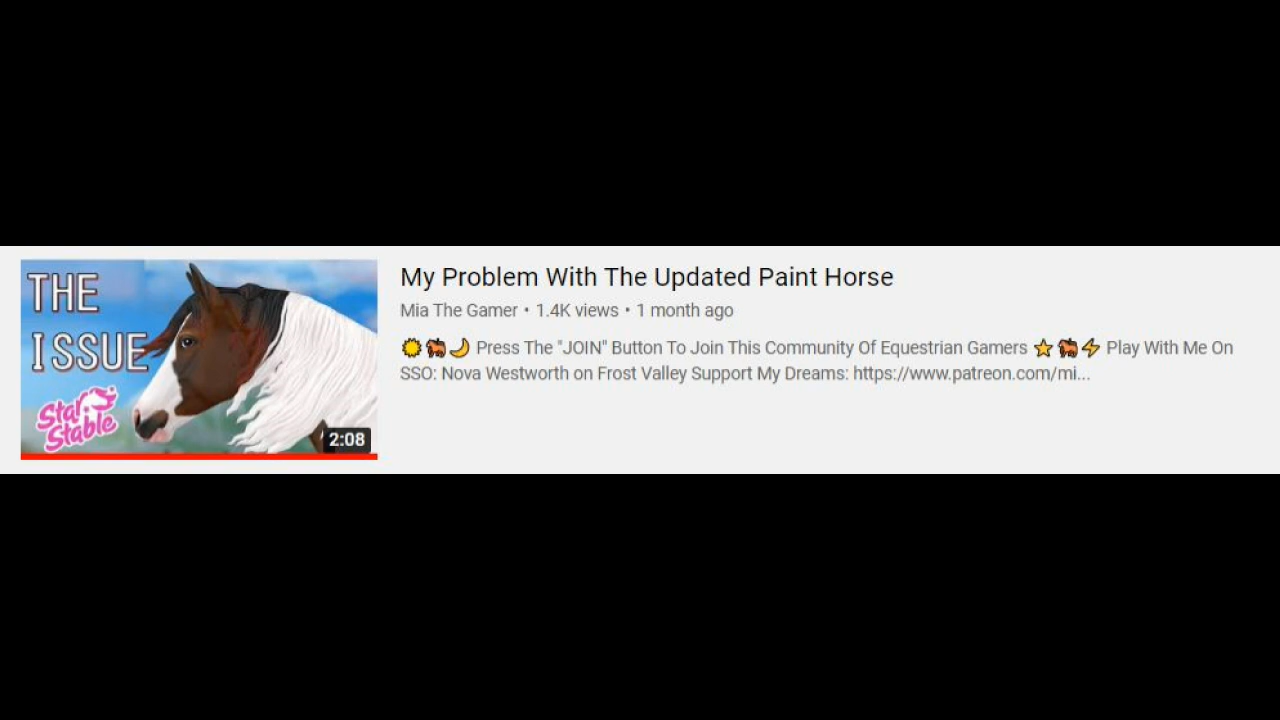 THE
ISSUE
Star
Stable
2:08
My Problem With The Updated Paint Horse
Mia The Gamer • 1.4K views • 1 month ago
🌞🐎🌙 Press The "JOIN" Button To Join This Community Of Equestrian Gamers ⭐🐎⚡ Play With Me On
SSO: Nova Westworth on Frost Valley Support My Dreams: https://www.patreon.com/mi...